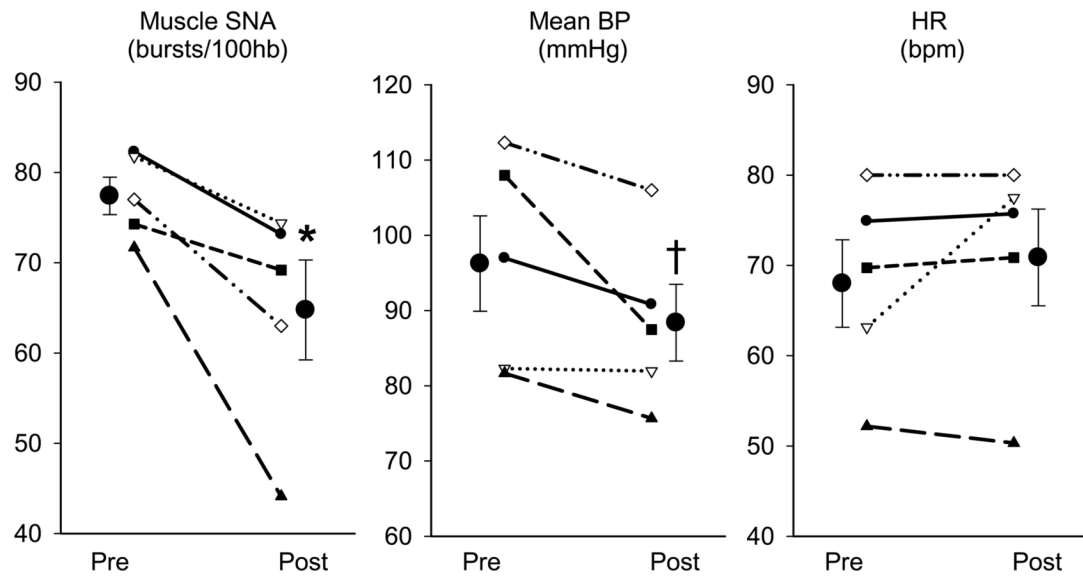 Muscle SNA
(bursts/100hb)
90
80
70
60
50
40
*
Pre
Post
Mean BP
(mmHg)
120
110
100
90
80
70
60
†
Pre
Post
HR
(bpm)
90
80
70
60
50
40
Pre
Post